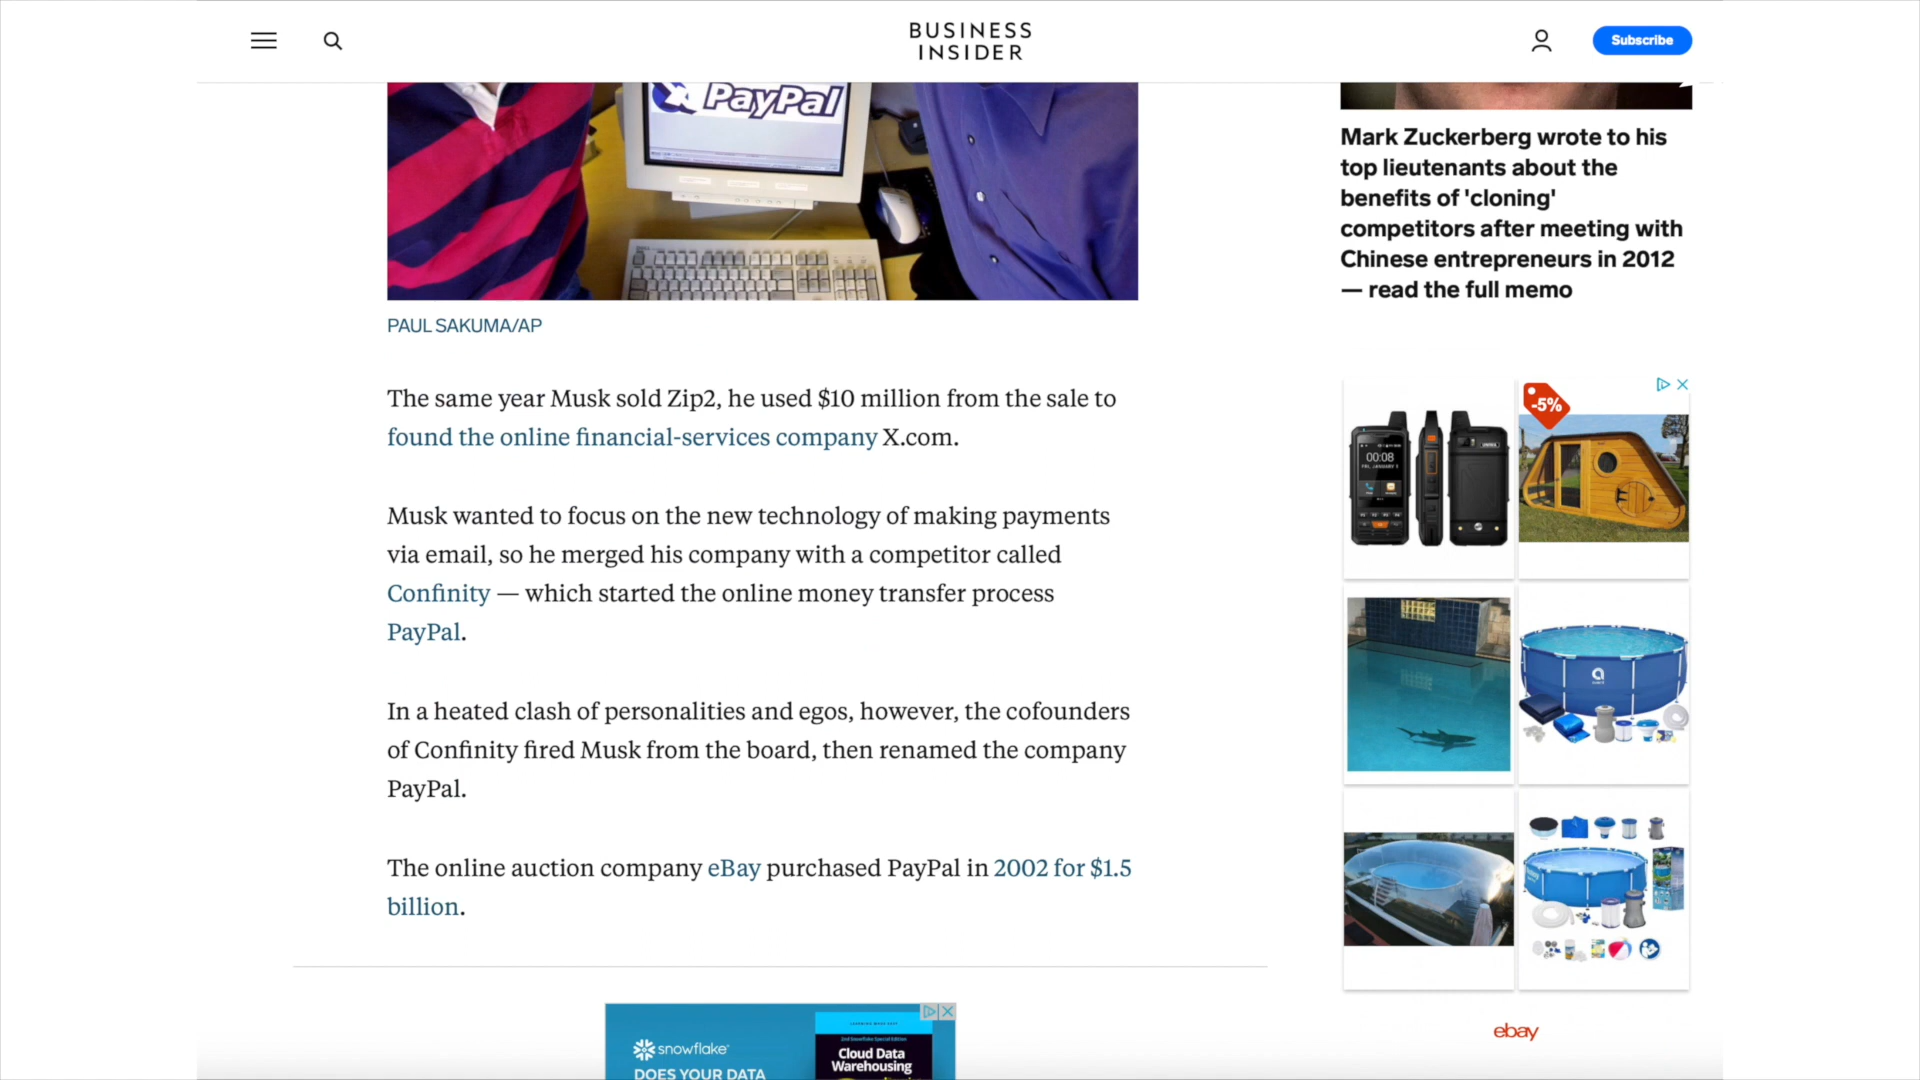 BUSINESS
INSIDER
Subscribe
PayPal
PAUL SAKUMA/AP
The same year Musk sold Zip2, he used $10 million from the sale to
found the online financial-services company X.com.
Musk wanted to focus on the new technology of making payments
via email, so he merged his company with a competitor called
Confinity — which started the online money transfer process
PayPal.
In a heated clash of personalities and egos, however, the cofounders
of Confinity fired Musk from the board, then renamed the company
PayPal.
The online auction company eBay purchased PayPal in 2002 for $1.5
billion.
snowflake
DOES YOUR DATA
Cloud Data
Warehousing
Mark Zuckerberg wrote to his
top lieutenants about the
benefits of 'cloning'
competitors after meeting with
Chinese entrepreneurs in 2012
— read the full memo
-5%
00:08
ebay